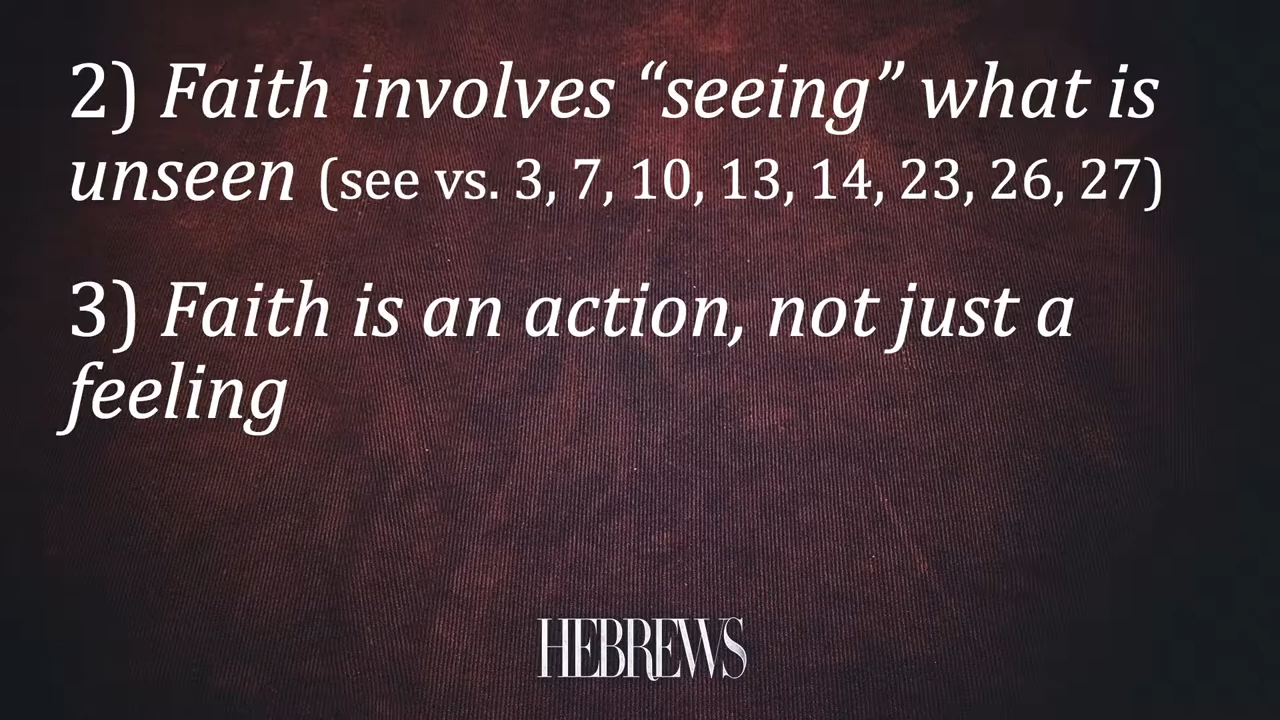 2) Faith involves “seeing” what is
unseen (see vs. 3, 7, 10, 13, 14, 23, 26, 27)
3) Faith is an action, not just a
feeling
HEBREWS